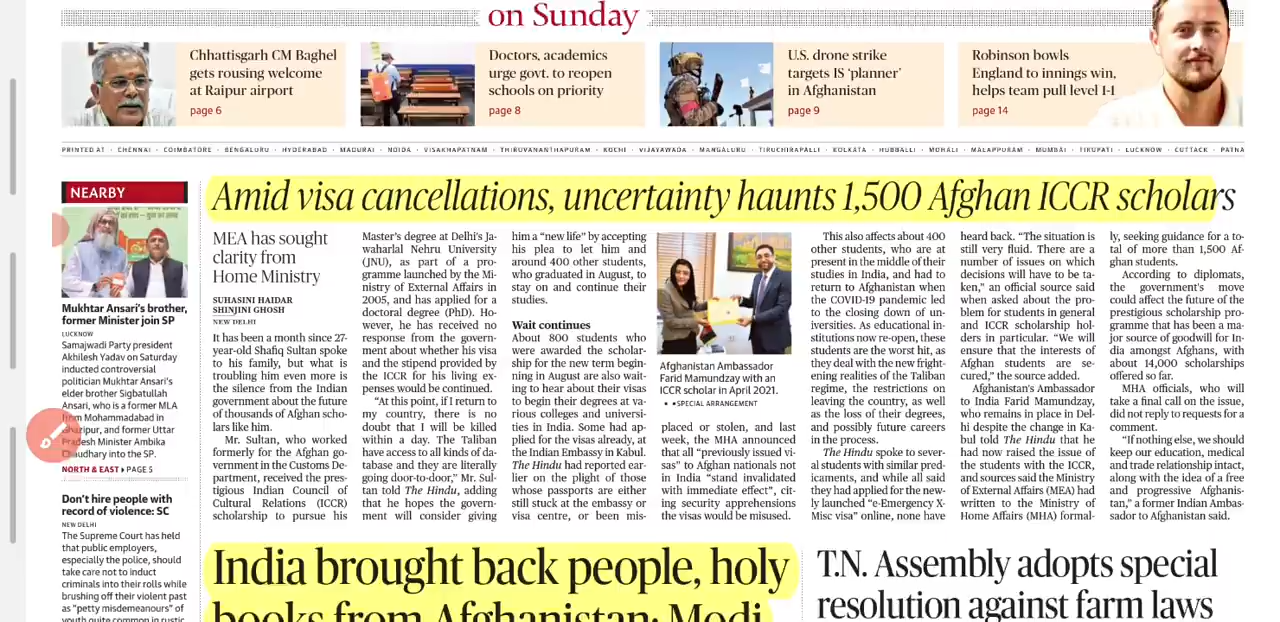 on Sunday
Chhattisgarh CM Baghel
gets rousing welcome
at Raipur airport
page 6
Doctors, academics
urge govt. to reopen
schools on priority
page 8
U.S. drone strike
targets IS ‘planner’
in Afghanistan
page 9
Robinson bowls
England to innings win,
helps team pull level 1-1
page 14
PRINTED AT · CHENNAI · COIMBATORE · BENGALURU · HYDERABAD · MADURAI · NOIDA · VISAKHAPATNAM · THIRUVANANTHAPURAM · KOCHI · VIJAYAWADA · MANGALURU · TIRUCHIRAPALLI · KOLKATA · HUBBALLI · MOHALI · MALAPPURAM · MUMBAI · TIRUPATI · LUCKNOW · CUTTACK · PATNA
NEARBY
Mukhtar Ansari’s brother,
former Minister join SP
LUCKNOW
Samajwadi Party president
Akhilesh Yadav on Saturday
inducted controversial
politician Mukhtar Ansari’s
elder brother Sigbatullah
Ansari, who is a former MLA
from Mohammadabad in
Ghazipur, and former Uttar
Pradesh Minister Ambika
Chaudhary into the SP.
NORTH & EAST PAGE 5
Don’t hire people with
record of violence: SC
NEW DELHI
The Supreme Court has held
that public employers,
especially the police, should
take care not to induct
criminals into their rolls while
brushing off their violent past
as “petty misdemeanours” of
youth quite common in rustic
Amid visa cancellations, uncertainty haunts 1,500 Afghan ICCR scholars
MEA has sought
clarity from
Home Ministry
SUHASINI HAIDAR
SHINJINI GHOSH
NEW DELHI
It has been a month since 27-
year-old Shafiq Sultan spoke
to his family, but what is
troubling him even more is
the silence from the Indian
government about the future
of thousands of Afghan scho-
lars like him.
Mr. Sultan, who worked
formerly for the Afghan go-
vernment in the Customs De-
partment, received the pres-
tigious Indian Council of
Cultural Relations (ICCR)
scholarship to pursue his
Master’s degree at Delhi’s Ja-
waharlal Nehru University
(JNU), as part of a pro-
gramme launched by the Mi-
nistry of External Affairs in
2005, and has applied for a
doctoral degree (PhD). Ho-
wever, he has received no
response from the govern-
ment about whether his visa
and the stipend provided by
the ICCR for his living ex-
penses would be continued.
“At this point, if I return to
my country, there is no
doubt that I will be killed
within a day. The Taliban
have access to all kinds of da-
tabase and they are literally
going door-to-door,” Mr. Sul-
tan told The Hindu, adding
that he hopes the govern-
ment will consider giving
him a “new life” by accepting
his plea to let him and
around 400 other students,
who graduated in August, to
stay on and continue their
studies.
Wait continues
About 800 students who
were awarded the scholar-
ship for the new term begin-
ning in August are also wait-
ing to hear about their visas
to begin their degrees at va-
rious colleges and universi-
ties in India. Some had ap-
plied for the visas already, at
the Indian Embassy in Kabul.
The Hindu had reported ear-
lier on the plight of those
whose passports are either
still stuck at the embassy or
visa centre, or been mis-
Afghanistan Ambassador
Farid Mamundzay with an
ICCR scholar in April 2021.
• SPECIAL ARRANGEMENT
placed or stolen, and last
week, the MHA announced
that all “previously issued vi-
sas” to Afghan nationals not
in India “stand invalidated
with immediate effect”, cit-
ing security apprehensions
the visas would be misused.
This also affects about 400
other students, who are at
present in the middle of their
studies in India, and had to
return to Afghanistan when
the COVID-19 pandemic led
to the closing down of un-
iversities. As educational in-
stitutions now re-open, these
students are the worst hit, as
they deal with the new fright-
ening realities of the Taliban
regime, the restrictions on
leaving the country, as well
as the loss of their degrees,
and possibly future careers
in the process.
The Hindu spoke to sever-
al students with similar pred-
icaments, and while all said
they had applied for the new-
ly launched “e-Emergency X-
Misc visa” online, none have
heard back. “The situation is
still very fluid. There are a
number of issues on which
decisions will have to be ta-
ken,” an official source said
when asked about the pro-
blem for students in general
and ICCR scholarship hol-
ders in particular. “We will
ensure that the interests of
Afghan students are se-
cured,” the source added.
Afghanistan’s Ambassador
to India Farid Mamundzay,
who remains in place in Del-
hi despite the change in Ka-
bul told The Hindu that he
had now raised the issue of
the students with the ICCR,
and sources said the Ministry
of External Affairs (MEA) had
written to the Ministry of
Home Affairs (MHA) formal-
ly, seeking guidance for a to-
tal of more than 1,500 Af-
ghan students.
According to diplomats,
the government’s move
could affect the future of the
prestigious scholarship pro-
gramme that has been a ma-
jor source of goodwill for In-
dia amongst Afghans, with
about 14,000 scholarships
offered so far.
MHA officials, who will
take a final call on the issue,
did not reply to requests for a
comment.
“If nothing else, we should
keep our education, medical
and trade relationship intact,
along with the idea of a free
and progressive Afghanis-
tan,” a former Indian Ambas-
sador to Afghanistan said.
India brought back people, holy
books from Afghanistan: Modi
T.N. Assembly adopts special
resolution against farm laws